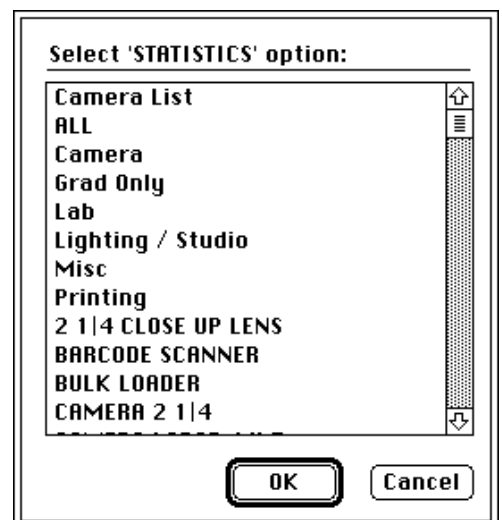 Select 'STATISTICS' option:
Camera List
ALL
Camera
Grad Only
Lab
Lighting / Studio
Misc
Printing
2 1|4 CLOSE UP LENS
BARCODE SCANNER
BULK LOADER
CAMERA 2 1|4
OK
Cancel